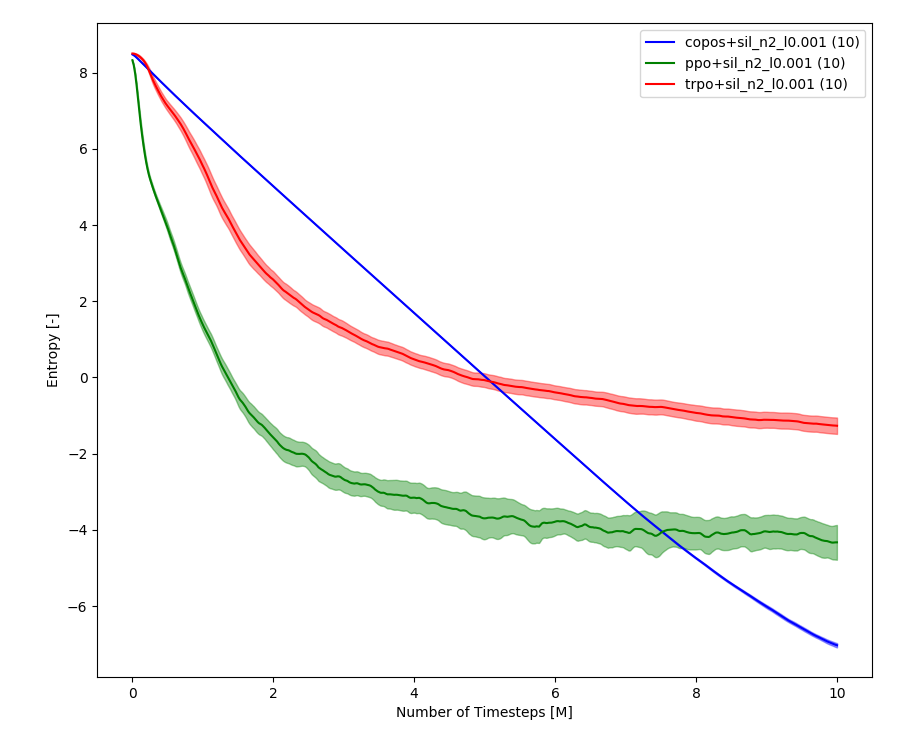 copos+sil_n2_l0.001 (10)
ppo+sil_n2_l0.001 (10)
trpo+sil_n2_l0.001 (10)
8
6
4
2
0
−2
−4
−6
Entropy [-]
0 2 4 6 8 10
Number of Timesteps [M]